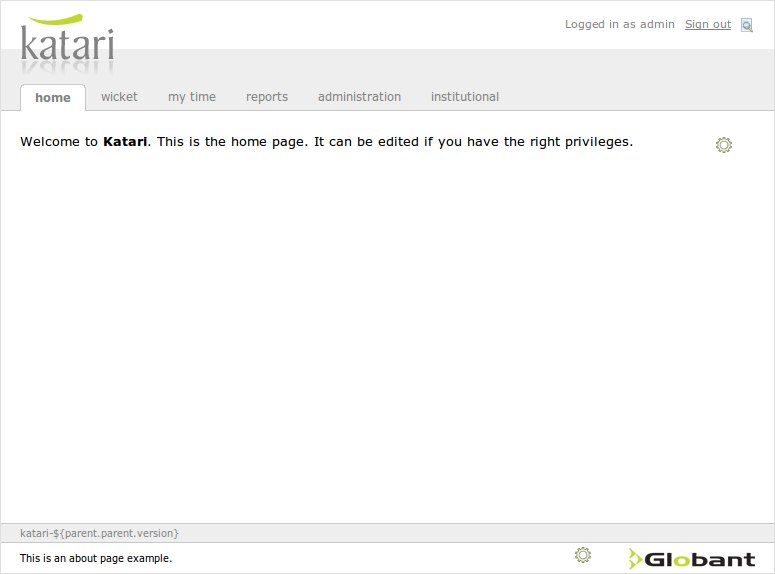 katari
Logged in as admin Sign out
home wicket my time reports administration institutional
Welcome to Katari. This is the home page. It can be edited if you have the right privileges.
katari-${parent.parent.version}
This is an about page example.
Globant